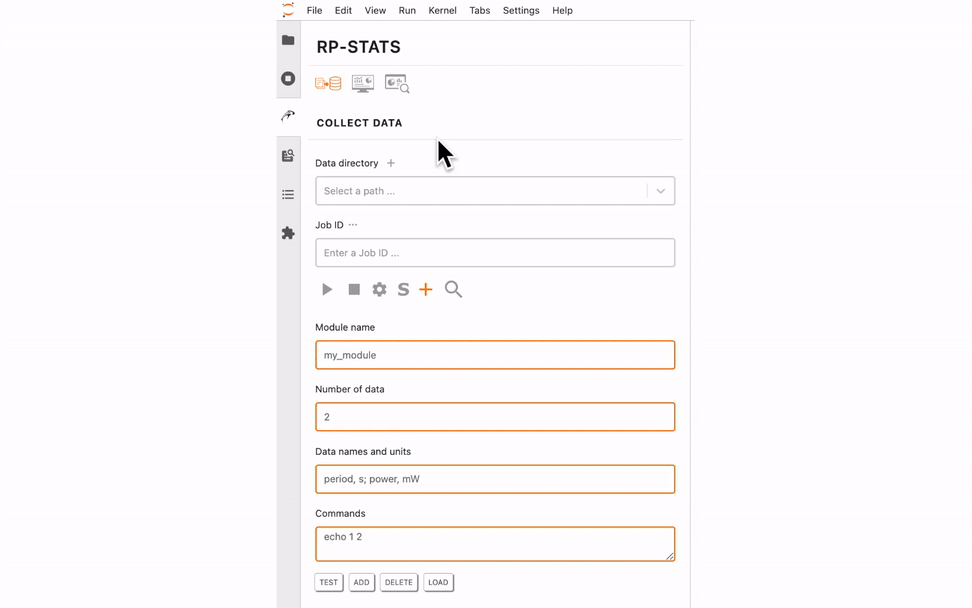 File Edit View Run Kernel Tabs Settings Help
RP-STATS
COLLECT DATA
Data directory +
Select a path ...
Job ID ...
Enter a Job ID ...
S +
Module name
my_module
Number of data
2
Data names and units
period, s; power, mW
Commands
echo 1 2
TEST ADD DELETE LOAD